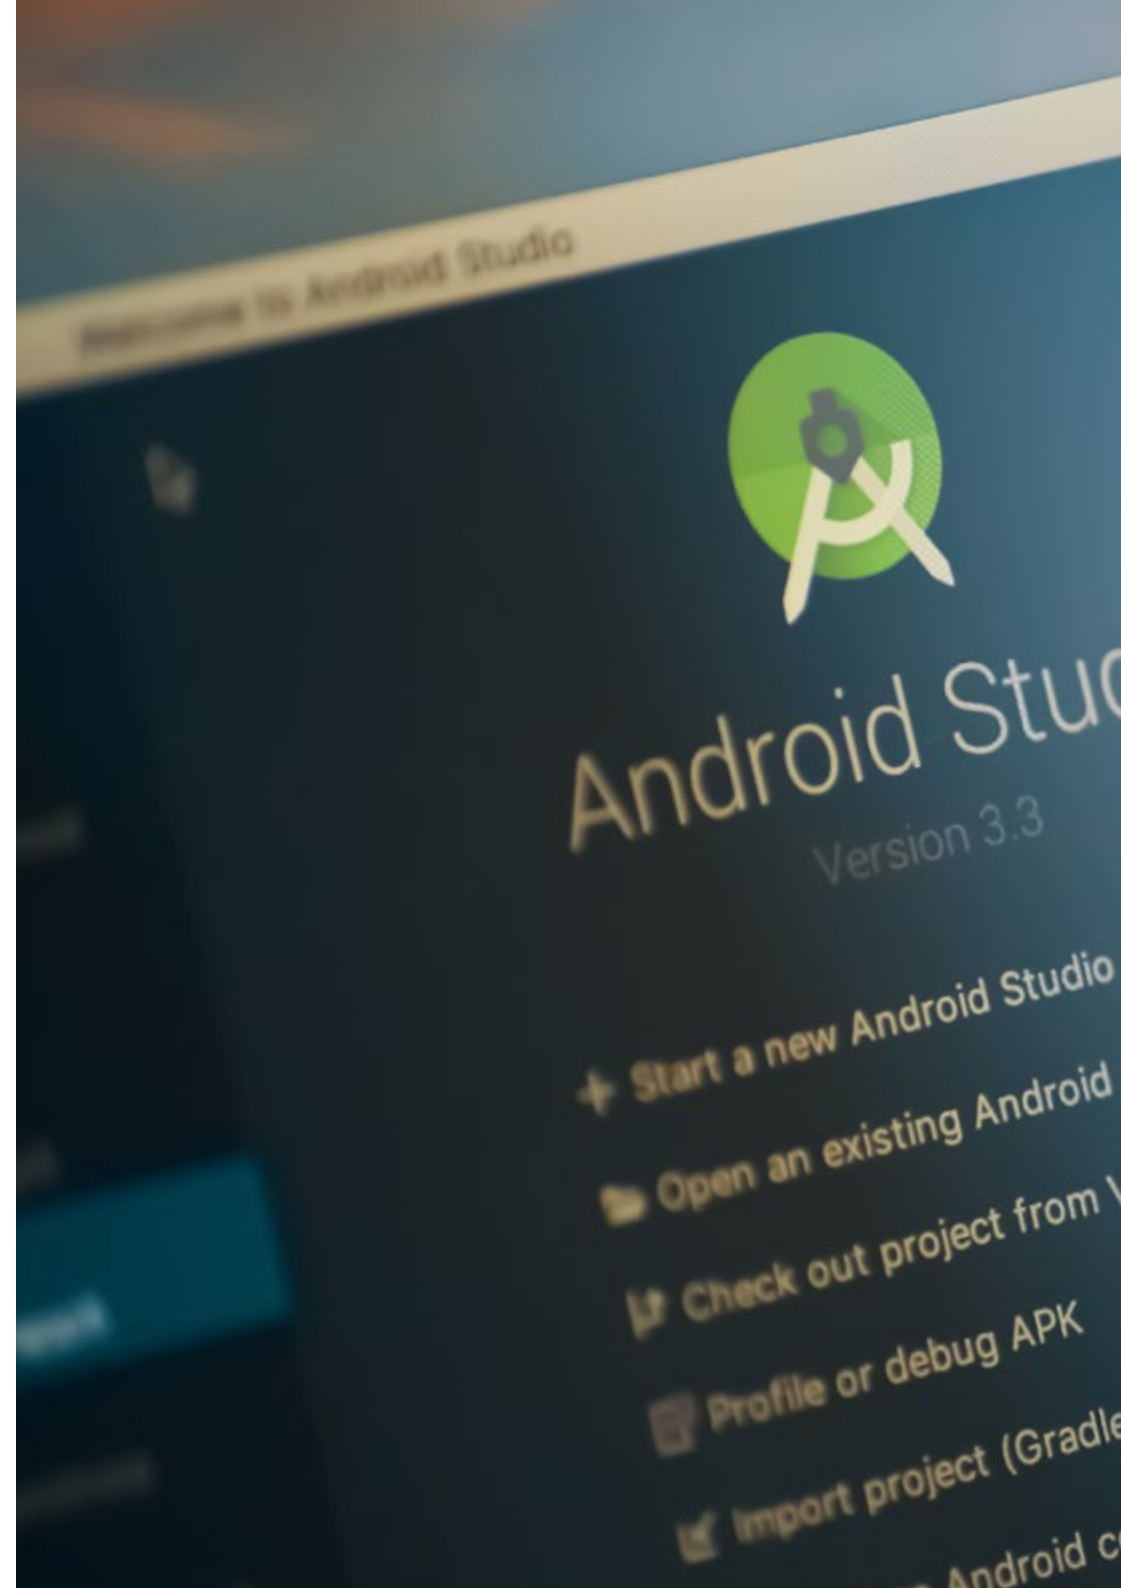 Welcome to Android Studio
Android Stu
Version 3.3
Start a new Android Studio
Open an existing Android
Check out project from
Profile or debug APK
Import project (Gradle
Android c